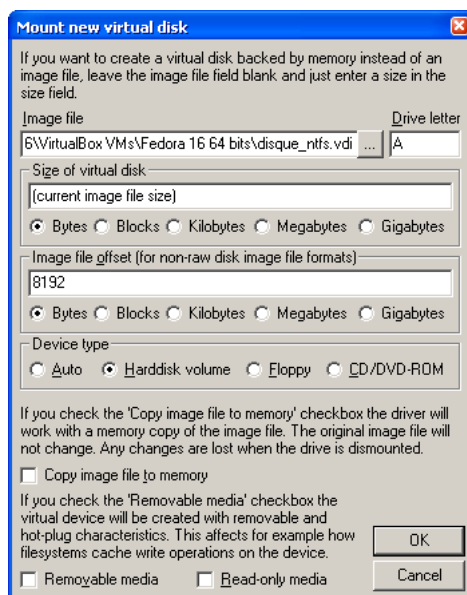 Mount new virtual disk
If you want to create a virtual disk backed by memory instead of an
image file, leave the image file field blank and just enter a size in the
size field.
Image file Drive letter
6\VirtualBox VMs\Fedora 16 64 bits\disque_ntfs.vdi ... A
Size of virtual disk
(current image file size)
Bytes Blocks Kilobytes Megabytes Gigabytes
Image file offset (for non-raw disk image file formats)
8192
Bytes Blocks Kilobytes Megabytes Gigabytes
Device type
Auto Harddisk volume Floppy CD/DVD-ROM
If you check the 'Copy image file to memory' checkbox the driver will
work with a memory copy of the image file. The original image file will
not change. Any changes are lost when the drive is dismounted.
Copy image file to memory
If you check the 'Removable media' checkbox the
virtual device will be created with removable and
hot-plug characteristics. This affects for example how
filesystems cache write operations on the device.
OK
Removable media Read-only media Cancel